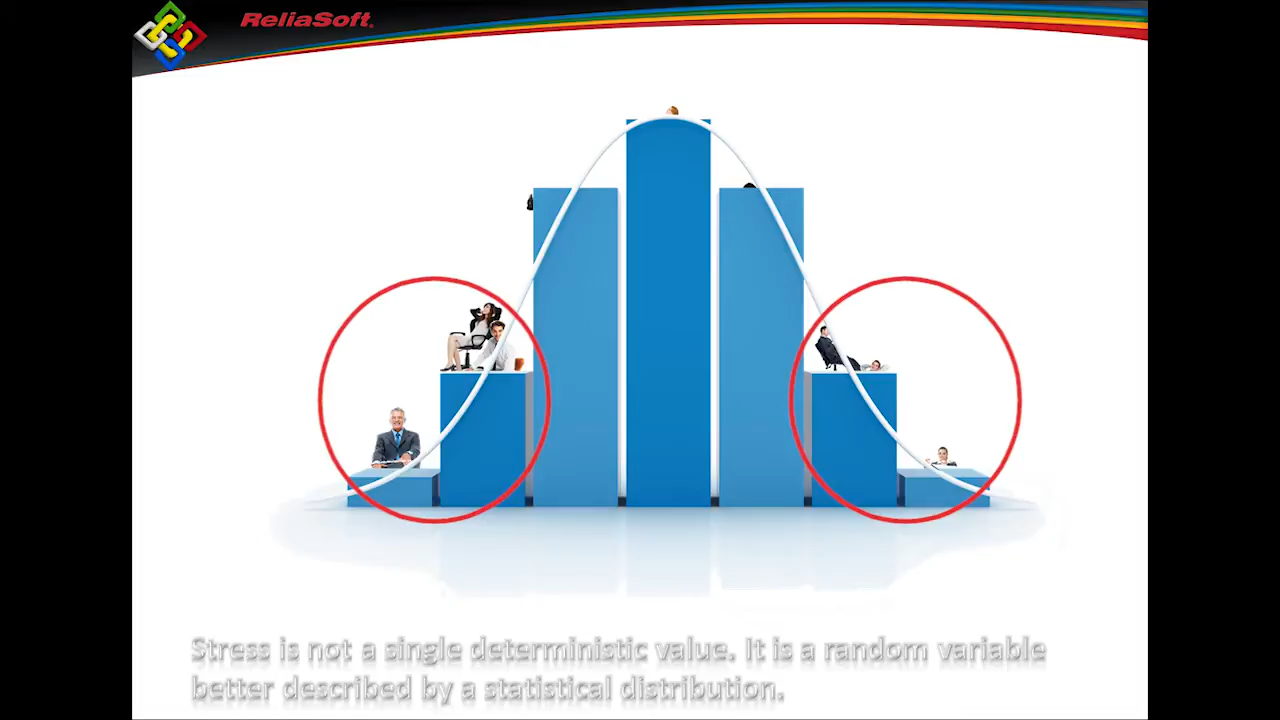 ReliaSoft
Stress is not a single deterministic value. It is a random variable
better described by a statistical distribution.